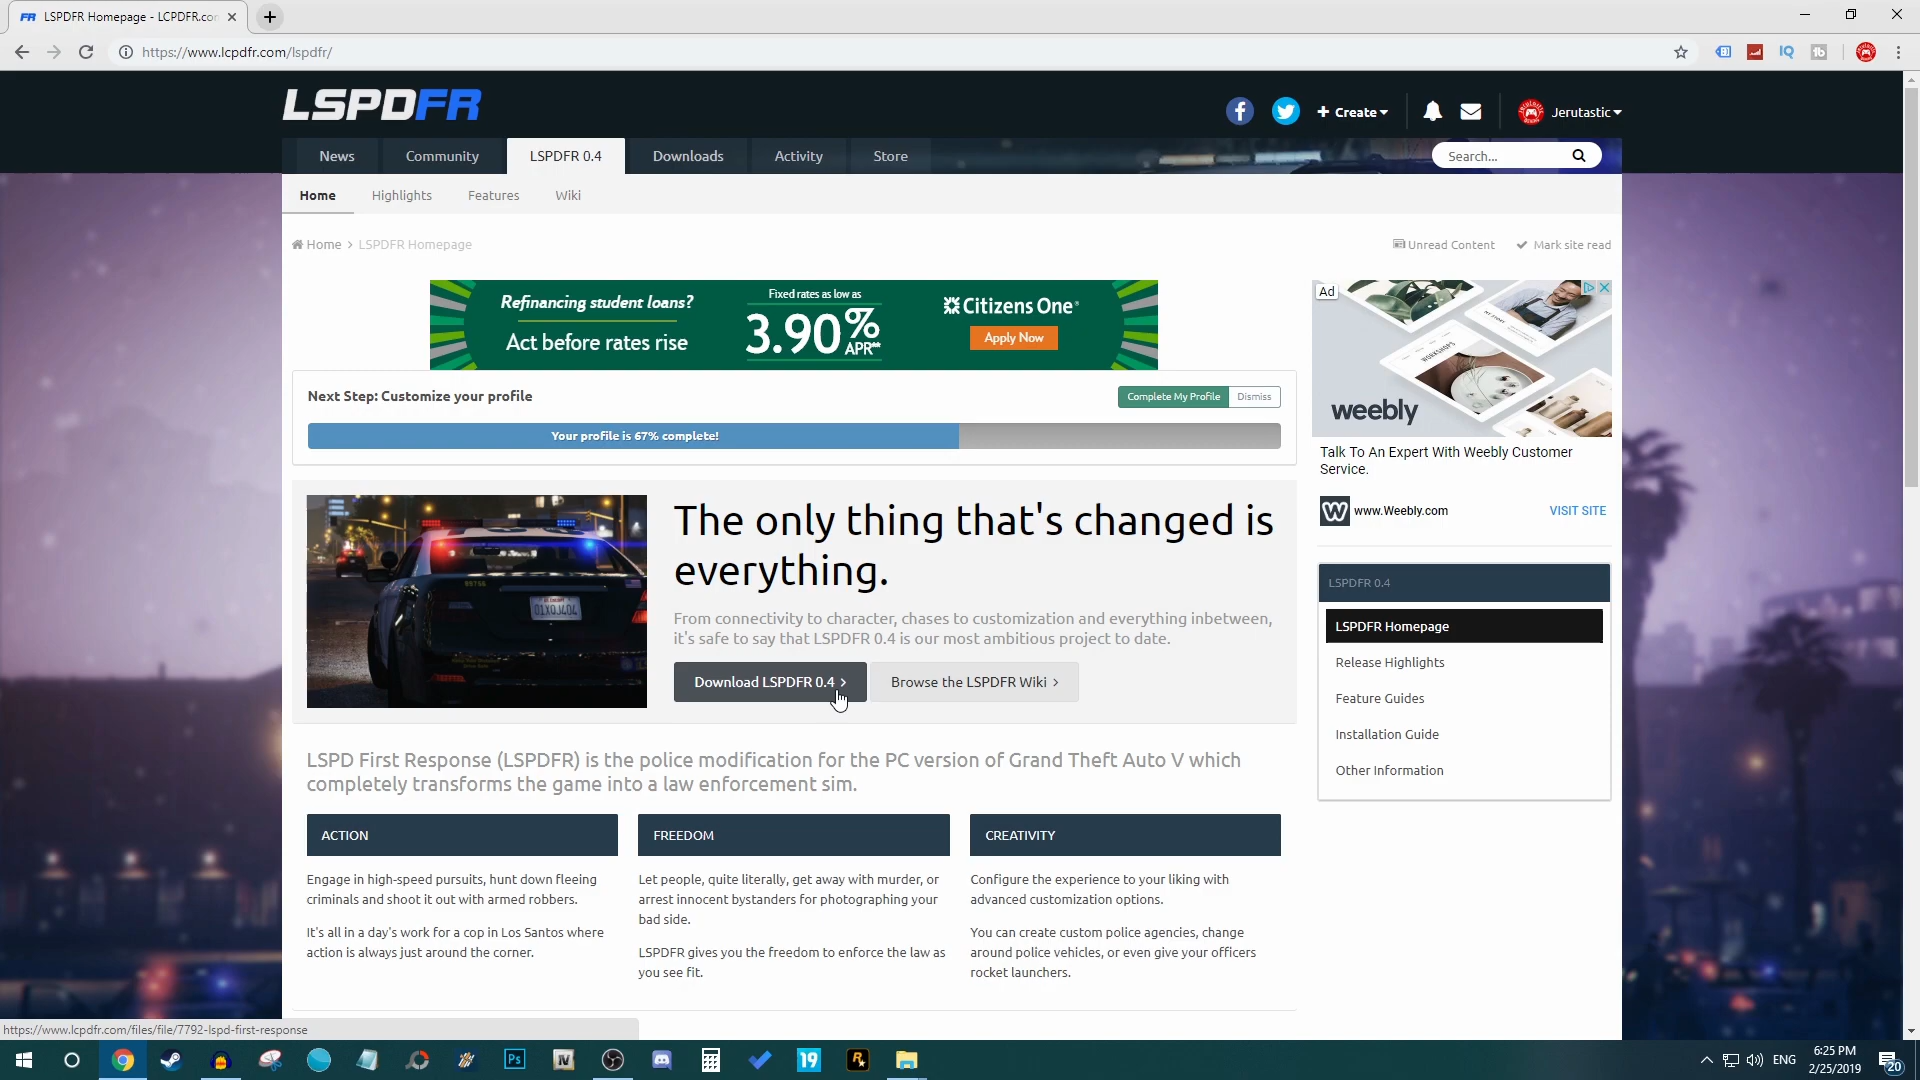 FR LSPDFR Homepage - LCPDFR.con
https://www.lcpdfr.com/lspdfr/
IQ
tb
LSPDFR
Create
Jerutastic
News
Community
LSPDFR 0.4
Downloads
Activity
Store
Search...
Home
Highlights
Features
Wiki
Home > LSPDFR Homepage
Unread Content
Mark site read
Refinancing student loans?
Act before rates rise
Fixed rates as low as
3.90% APR**
Citizens One®
Apply Now
Ad
WORKSHOPS
weebly
Talk To An Expert With Weebly Customer
Service.
www.Weebly.com
VISIT SITE
Next Step: Customize your profile
Complete My Profile
Dismiss
Your profile is 67% complete!
The only thing that's changed is
everything.
From connectivity to character, chases to customization and everything inbetween,
it's safe to say that LSPDFR 0.4 is our most ambitious project to date.
Download LSPDFR 0.4 >
Browse the LSPDFR Wiki >
LSPDFR 0.4
LSPDFR Homepage
Release Highlights
Feature Guides
Installation Guide
Other Information
LSPD First Response (LSPDFR) is the police modification for the PC version of Grand Theft Auto V which
completely transforms the game into a law enforcement sim.
ACTION
Engage in high-speed pursuits, hunt down fleeing
criminals and shoot it out with armed robbers.
It's all in a day's work for a cop in Los Santos where
action is always just around the corner.
FREEDOM
Let people, quite literally, get away with murder, or
arrest innocent bystanders for photographing your
bad side.
LSPDFR gives you the freedom to enforce the law as
you see fit.
CREATIVITY
Configure the experience to your liking with
advanced customization options.
You can create custom police agencies, change
around police vehicles, or even give your officers
rocket launchers.
https://www.lcpdfr.com/files/file/7792-lspd-first-response
Ps
IV
19
R
ENG
6:25 PM
2/25/2019
20